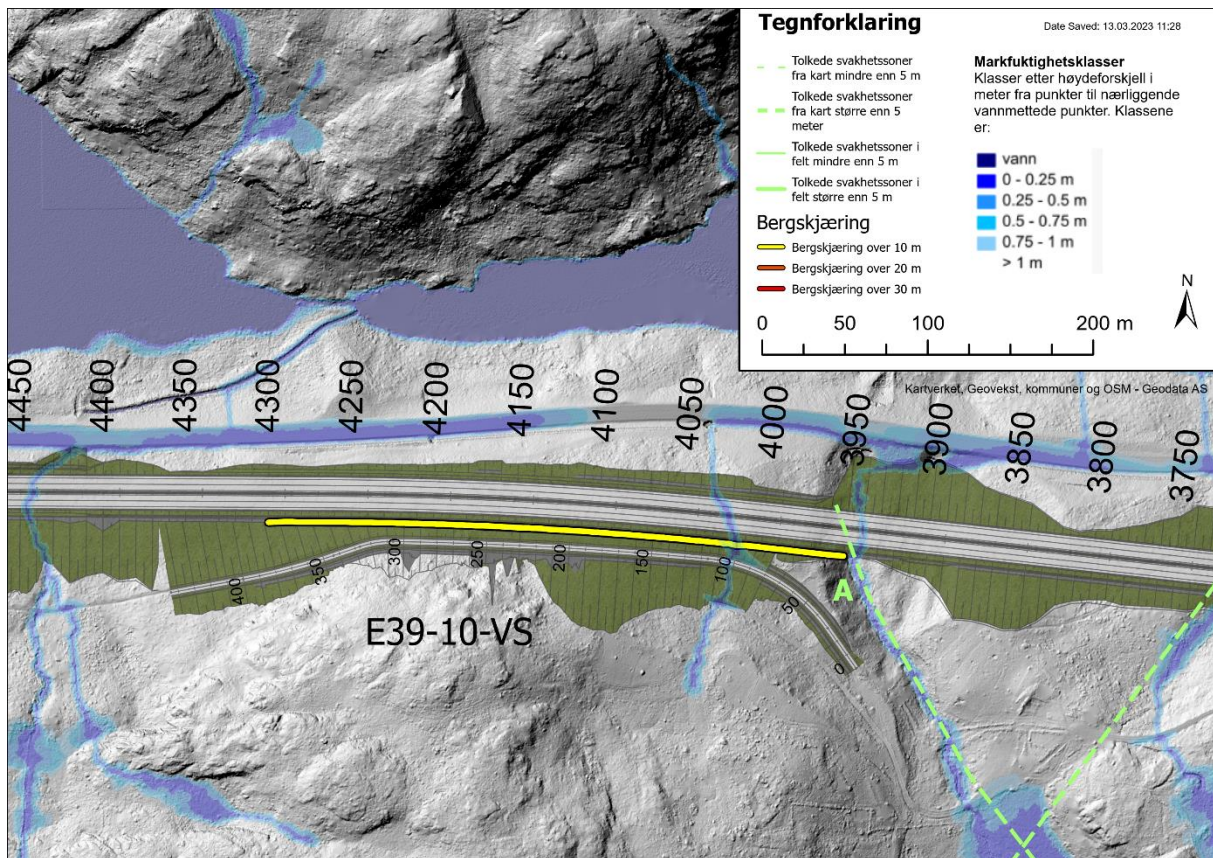 Tegnforklaring
Date Saved: 13.03.2023 11:28
Tolkede svakhetssoner
fra kart mindre enn 5 m
Tolkede svakhetssoner
fra kart større enn 5
meter
Tolkede svakhetssoner i
felt mindre enn 5 m
Tolkede svakhetssoner i
felt større enn 5 m
Bergskjæring
Bergskjæring over 10 m
Bergskjæring over 20 m
Bergskjæring over 30 m
Markfuktighetsklasser
Klasser etter høydeforskjell i
meter fra punkter til nærliggende
vannmettede punkter. Klassene
er:
vann
0 - 0.25 m
0.25 - 0.5 m
0.5 - 0.75 m
0.75 - 1 m
> 1 m
N
0 50 100 200 m
Kartverket, Geovekst, kommuner og OSM - Geodata AS
4450 4400 4350 4300 4250 4200 4150 4100 4050 4000 3950 3900 3850 3800 3750
400 350 300 250 200 150 100 50 0
A
E39-10-VS